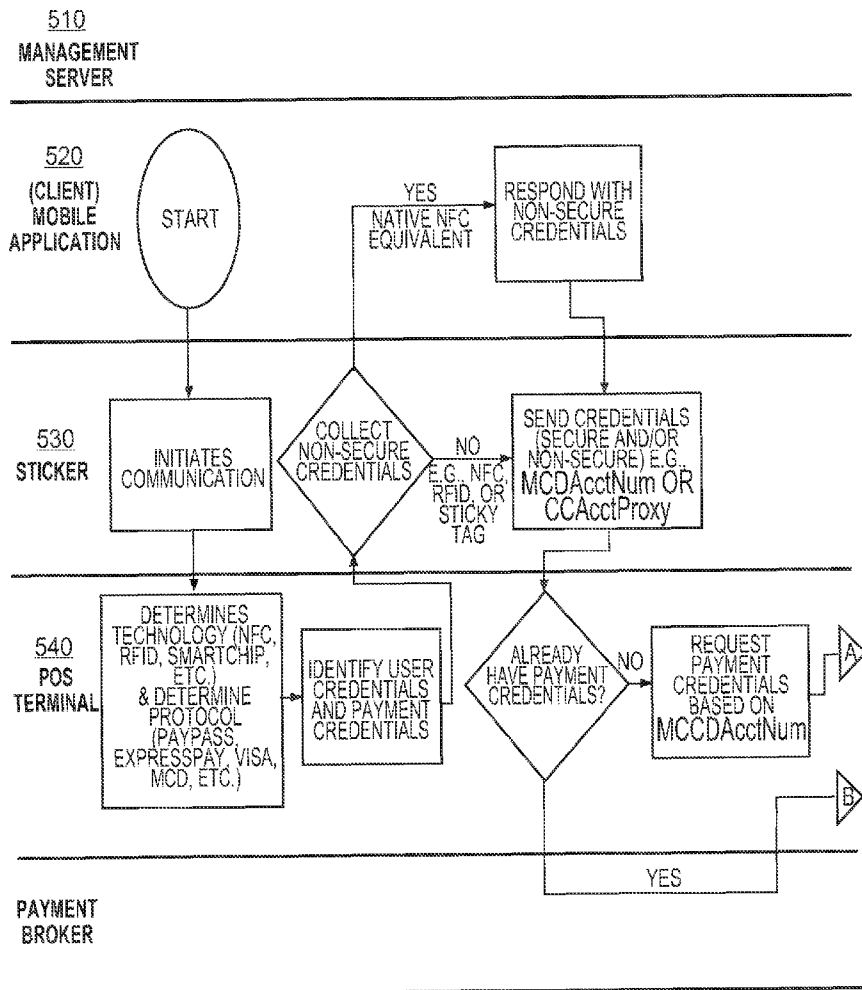 510
MANAGEMENT
SERVER
520
(CLIENT)
MOBILE
APPLICATION
START
YES
NATIVE NFC
EQUIVALENT
RESPOND WITH
NON-SECURE
CREDENTIALS
530
STICKER
INITIATES
COMMUNICATION
COLLECT
NON-SECURE
CREDENTIALS
NO
E.G., NFC,
RFID, OR
STICKY
TAG
SEND CREDENTIALS
(SECURE AND/OR
NON-SECURE) E.G.,
MCDAcctNum OR
CCAcctProxy
540
POS
TERMINAL
DETERMINES
TECHNOLOGY (NFC,
RFID, SMARTCHIP,
ETC.)
& DETERMINE
PROTOCOL
(PAYPASS,
EXPRESSPAY, VISA,
MCD, ETC.)
IDENTIFY USER
CREDENTIALS
AND PAYMENT
CREDENTIALS
ALREADY
HAVE PAYMENT
CREDENTIALS?
NO
REQUEST
PAYMENT
CREDENTIALS
BASED ON
MCCDAcctNum
A
B
YES
PAYMENT
BROKER